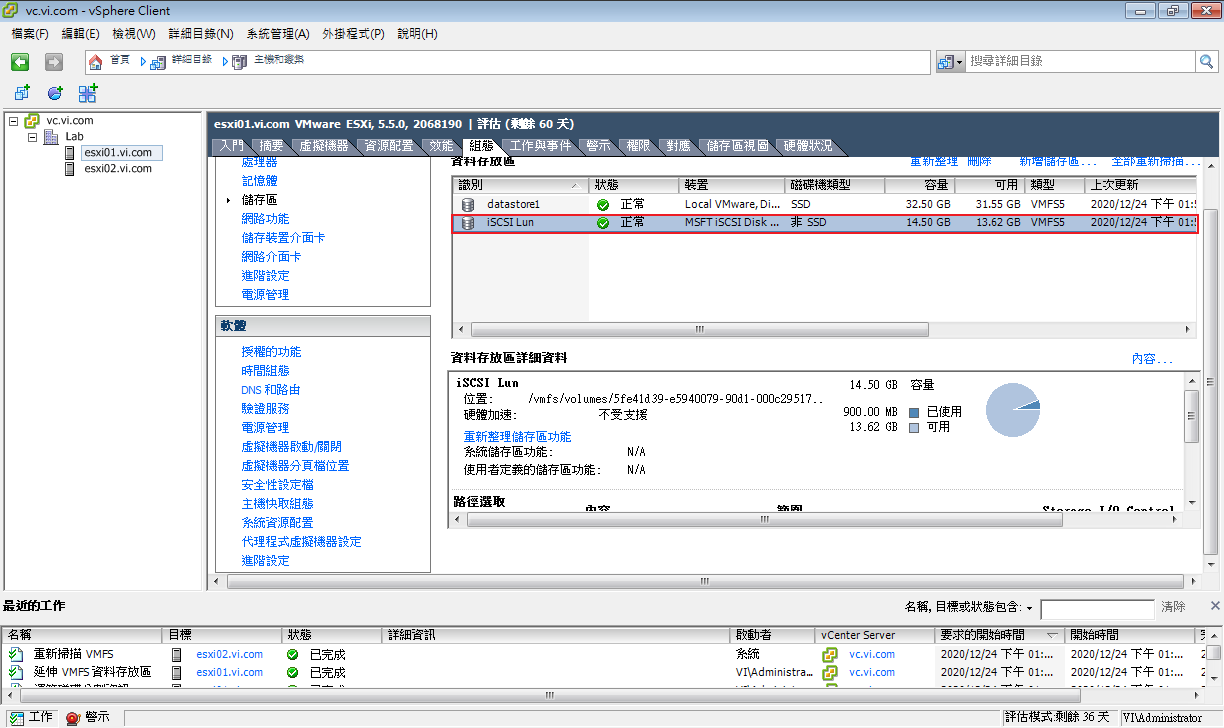 vc.vi.com - vSphere Client
檔案(F) 編輯(E) 檢視(W) 詳細目錄(N) 系統管理(A) 外掛程式(P) 說明(H)
首頁 詳細目錄 主機和叢集 搜尋詳細目錄
vc.vi.com
Lab
esxi01.vi.com
esxi02.vi.com
esxi01.vi.com VMware ESXi, 5.5.0, 2068190 | 評估 (剩餘 60 天)
入門 摘要 虛擬機器 資源配置 效能 組態 工作與事件 警示 權限 對應 儲存區視圖 硬體狀況
處理器
記憶體
儲存區
網路功能
儲存裝置介面卡
網路介面卡
進階設定
電源管理
軟體
授權的功能
時間組態
DNS 和路由
驗證服務
電源管理
虛擬機器啟動/關閉
虛擬機器分頁檔位置
安全性設定檔
主機快取組態
系統資源配置
代理程式虛擬機器設定
進階設定
資料存放區 重新整理 刪除 新增儲存區... 全部重新掃描...
識別 狀態 裝置 磁碟機類型 容量 可用 類型 上次更新
datastore1 正常 Local VMware, Di... SSD 32.50 GB 31.55 GB VMFS5 2020/12/24 下午 01:5
iSCSI Lun 正常 MSFT iSCSI Disk ... 非 SSD 14.50 GB 13.62 GB VMFS5 2020/12/24 下午 01:5
資料存放區詳細資料 內容...
iSCSI Lun 14.50 GB 容量
位置: /vmfs/volumes/5fe41d39-e5940079-90d1-000c29517..
硬體加速: 不受支援 900.00 MB 已使用
13.62 GB 可用
重新整理儲存區功能
系統儲存區功能: N/A
使用者定義的儲存區功能: N/A
路徑選取 內容 範圍 Storage I/O Control
最近的工作 名稱, 目標或狀態包含: 清除
名稱 目標 狀態 詳細資訊 啟動者 vCenter Server 要求的開始時間 開始時間
重新掃描 VMFS esxi02.vi.com 已完成 系統 vc.vi.com 2020/12/24 下午 01:... 2020/12/24 下午 01:... 2
延伸 VMFS 資料存放區 esxi01.vi.com 已完成 VI\Administra... vc.vi.com 2020/12/24 下午 01:... 2020/12/24 下午 01:... 2
工作 警示 評估模式:剩餘 36 天 VI\Administrator